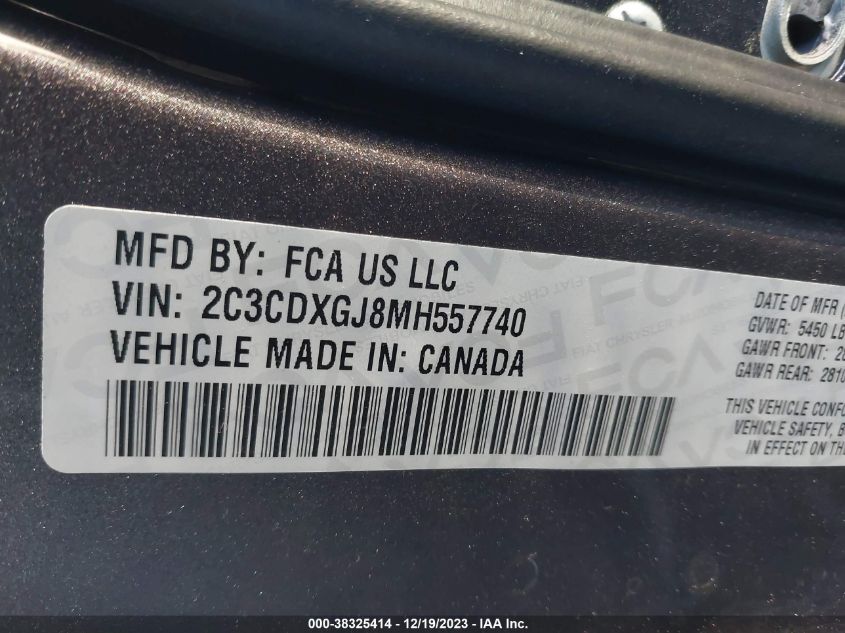 MFD BY: FCA US LLC
VIN: 2C3CDXGJ8MH557740
VEHICLE MADE IN: CANADA
DATE OF MFR
GVWR: 5450 LB
GAWR FRONT:
GAWR REAR:
THIS VEHICLE
VEHICLE SAFETY,
IN EFFECT ON
000-38325414 - 12/19/2023 - IAA Inc.